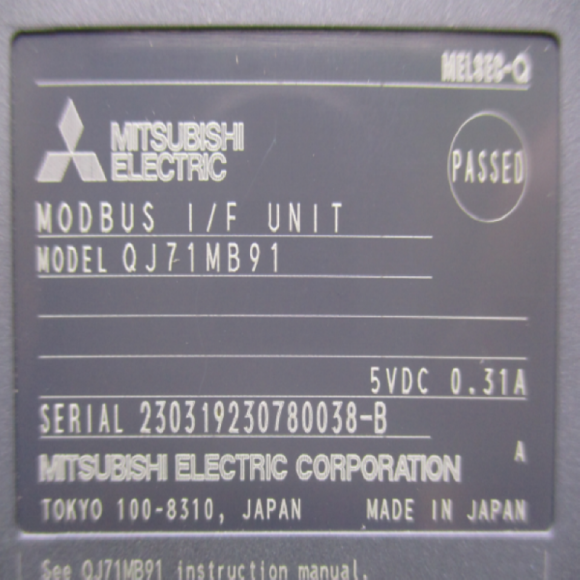 MELSEC-Q
MITSUBISHI
ELECTRIC
PASSED
MODBUS I/F UNIT
MODEL QJ71MB91
5VDC 0.31A
SERIAL 230319230780038-B
A
MITSUBISHI ELECTRIC CORPORATION
TOKYO 100-8310, JAPAN MADE IN JAPAN
See QJ71MB91 instruction manual.